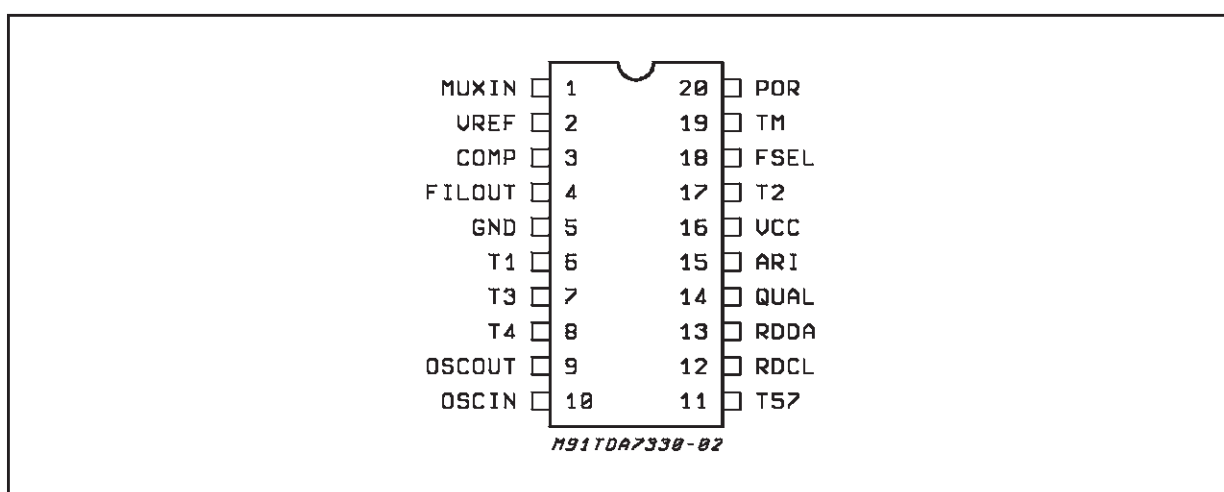 MUXIN 1 20 POR
VREF 2 19 TM
COMP 3 18 FSEL
FILOUT 4 17 T2
GND 5 16 VCC
T1 6 15 ARI
T3 7 14 QUAL
T4 8 13 RDDA
OSCOUT 9 12 RDCL
OSCIN 10 11 T57
M91TDA7330-02